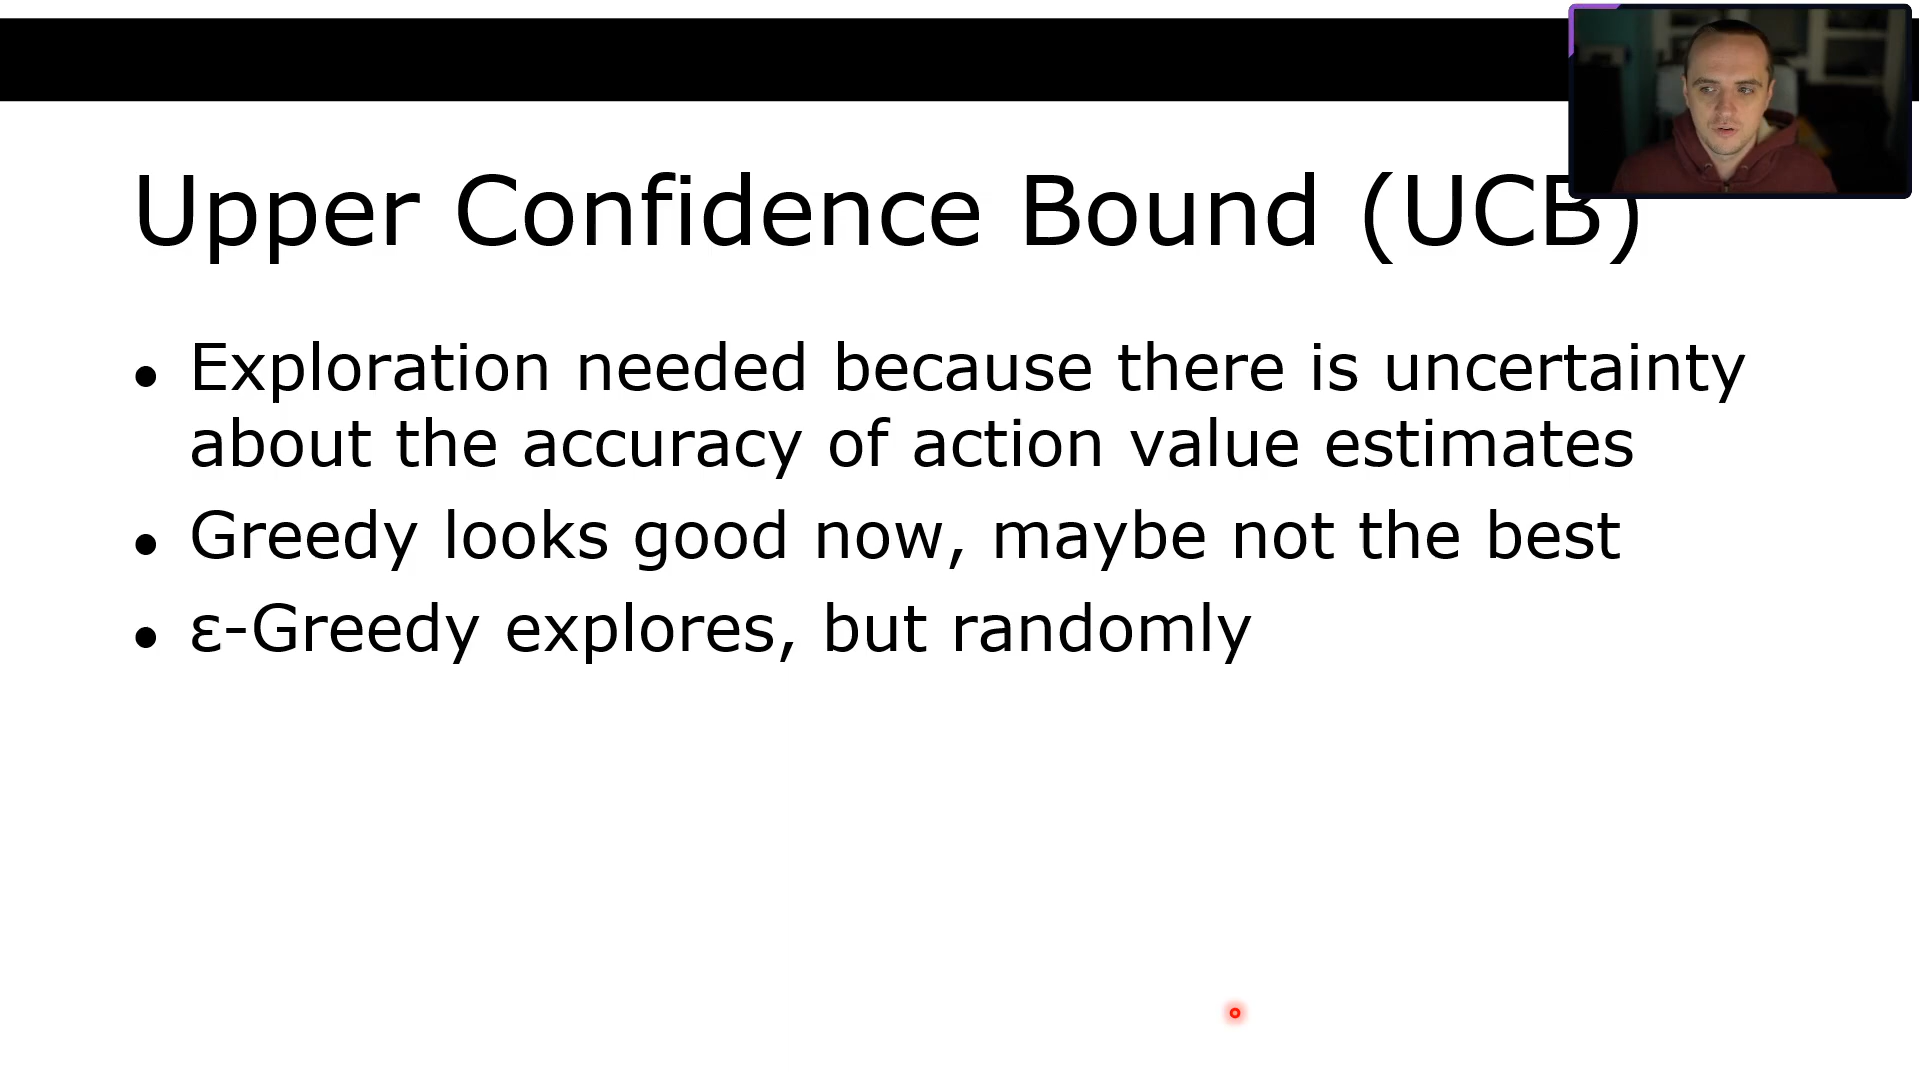 Upper Confidence Bound (UCB)
• Exploration needed because there is uncertainty
about the accuracy of action value estimates
• Greedy looks good now, maybe not the best
• ε-Greedy explores, but randomly